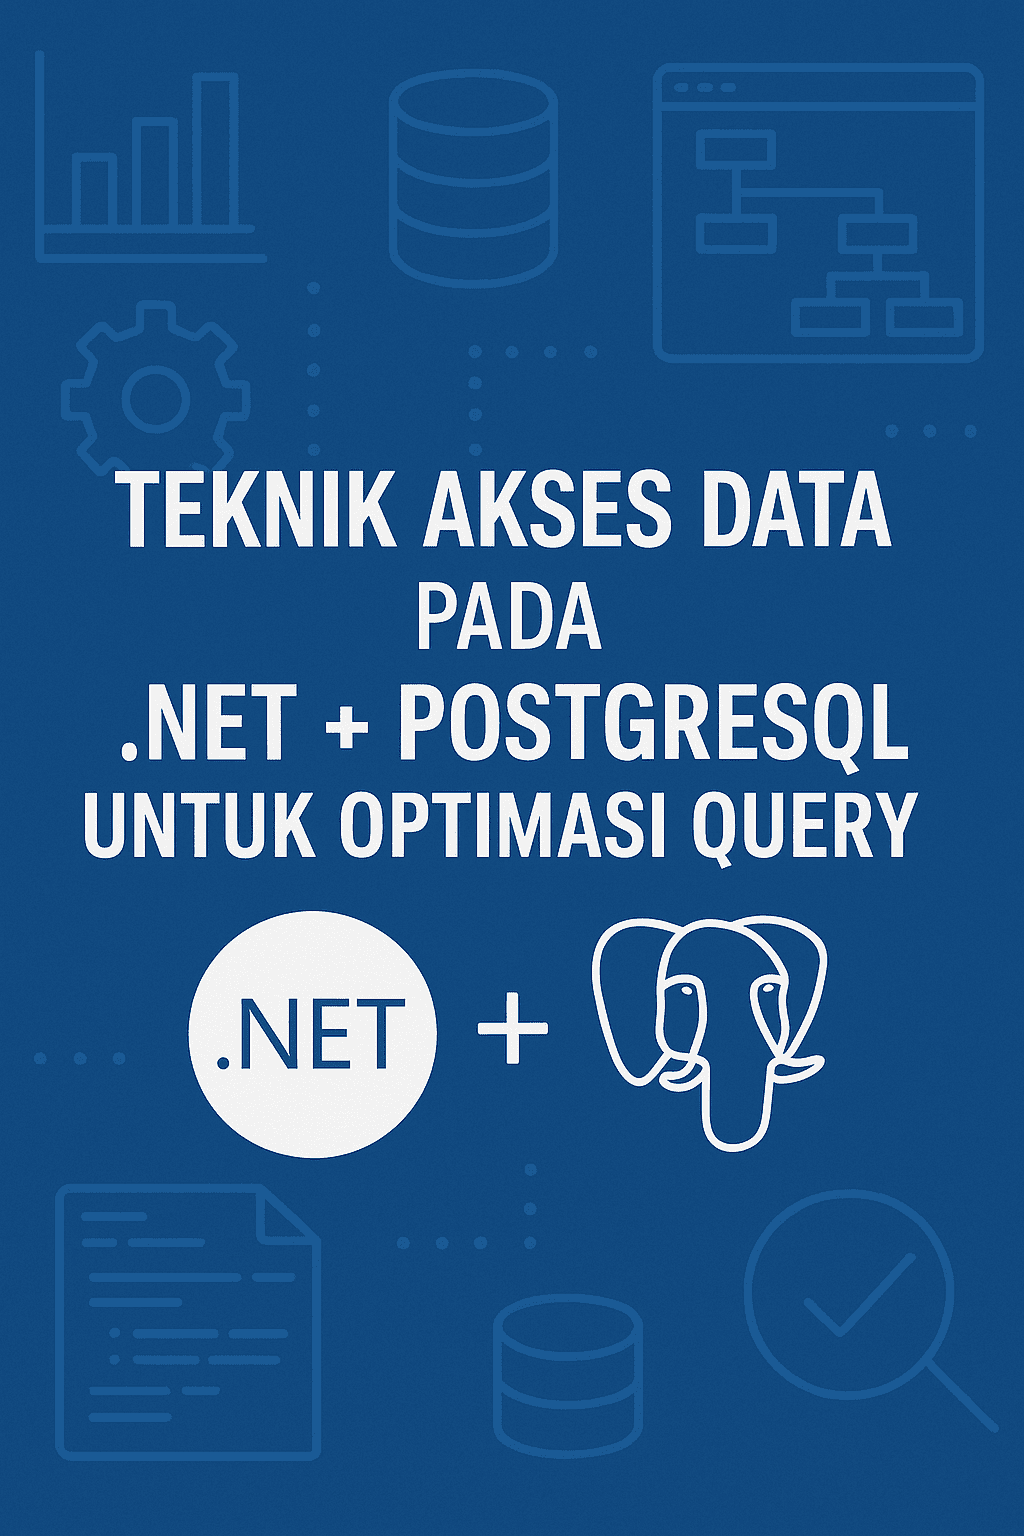 TEKNIK AKSES DATA
PADA
.NET + POSTGRESQL
UNTUK OPTIMASI QUERY
.NET +